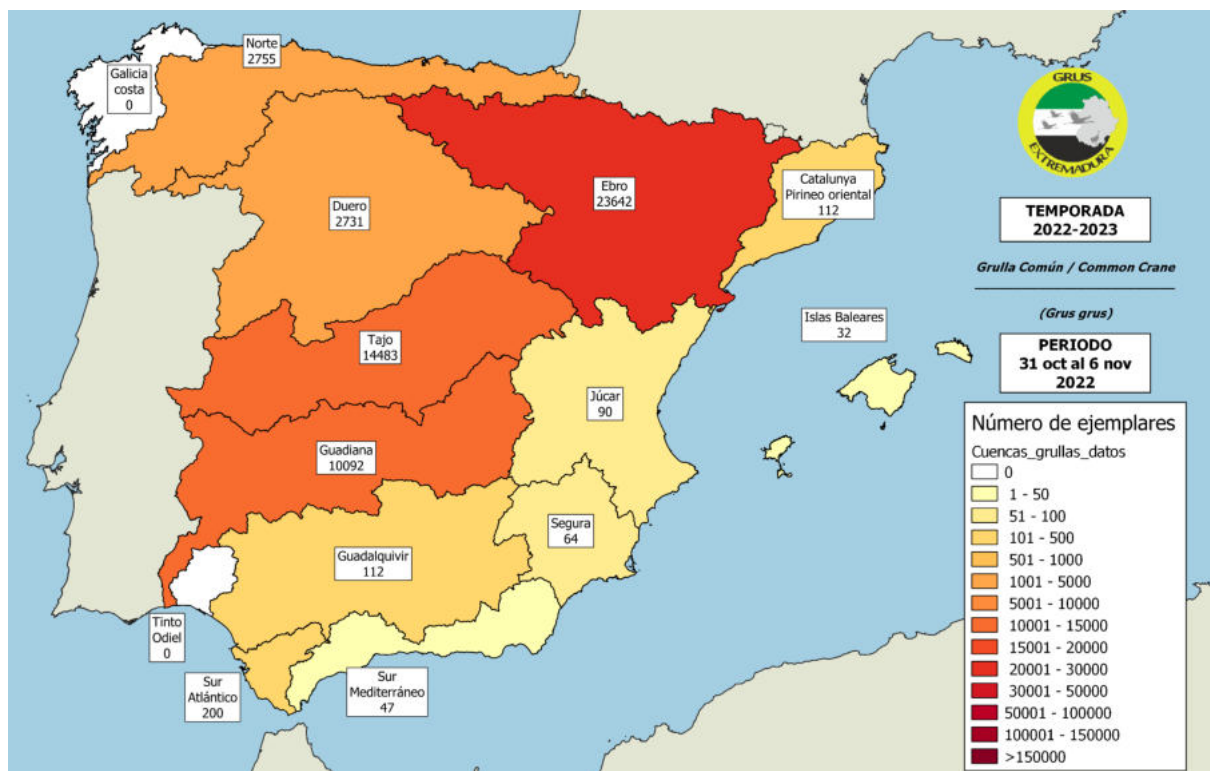 Norte
2755
Galicia
costa
0
Duero
2731
Ebro
23642
Catalunya
Pirineo oriental
112
Tajo
14483
Islas Baleares
32
Júcar
90
Guadiana
10092
Segura
64
Guadalquivir
112
Tinto
Odiel
0
Sur
Atlántico
200
Sur
Mediterráneo
47
GRUS
EXTREMADURA
TEMPORADA
2022-2023
Grulla Común / Common Crane
(Grus grus)
PERIODO
31 oct al 6 nov
2022
Número de ejemplares
Cuencas_grullas_datos
0
1 - 50
51 - 100
101 - 500
501 - 1000
1001 - 5000
5001 - 10000
10001 - 15000
15001 - 20000
20001 - 30000
30001 - 50000
50001 - 100000
100001 - 150000
>150000